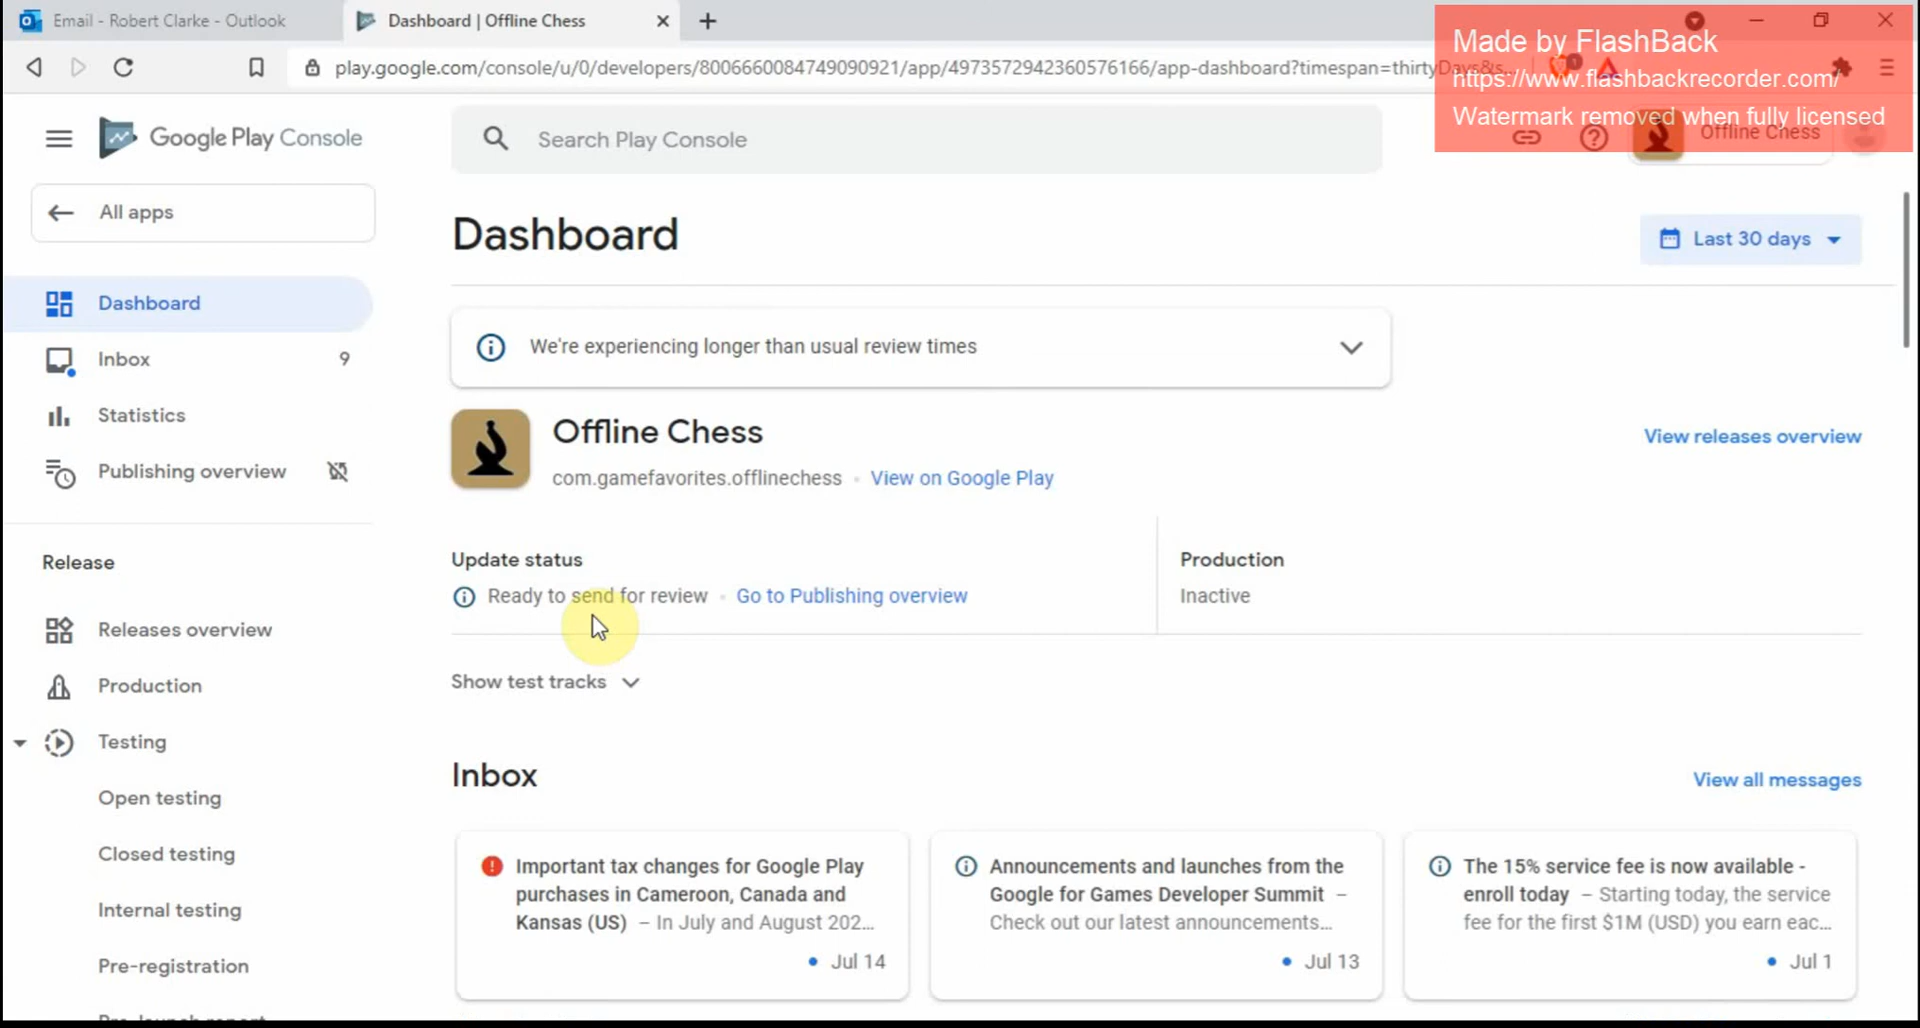 Email - Robert Clarke - Outlook
Dashboard | Offline Chess
Made by FlashBack
https://www.flashbackrecorder.com/
Watermark removed when fully licensed
play.google.com/console/u/0/developers/8006660084749090921/app/4973572942360576166/app-dashboard?timespan=thirtyDays&s...
Google Play Console
Search Play Console
Offline Chess
All apps
Dashboard
Inbox 9
Statistics
Publishing overview
Release
Releases overview
Production
Testing
Open testing
Closed testing
Internal testing
Pre-registration
Pre-launch report
Dashboard
Last 30 days
We're experiencing longer than usual review times
Offline Chess
View releases overview
com.gamefavorites.offlinechess • View on Google Play
Update status
Ready to send for review • Go to Publishing overview
Production
Inactive
Show test tracks
Inbox
View all messages
Important tax changes for Google Play
purchases in Cameroon, Canada and
Kansas (US) – In July and August 202...
• Jul 14
Announcements and launches from the
Google for Games Developer Summit –
Check out our latest announcements...
• Jul 13
The 15% service fee is now available -
enroll today – Starting today, the service
fee for the first $1M (USD) you earn eac...
• Jul 1